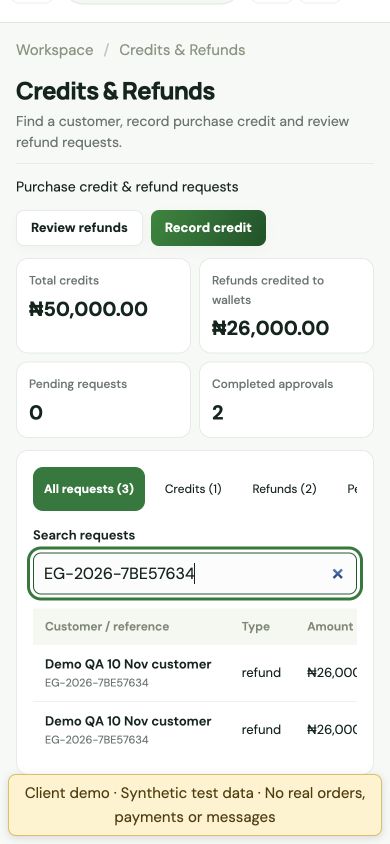 Workspace / Credits & Refunds
Credits & Refunds
Find a customer, record purchase credit and review
refund requests.
Purchase credit & refund requests
Review refunds Record credit
Total credits
₦50,000.00
Refunds credited to
wallets
₦26,000.00
Pending requests
0
Completed approvals
2
All requests (3) Credits (1) Refunds (2) Pe
Search requests
EG-2026-7BE57634 ×
Customer / reference Type Amount
Demo QA 10 Nov customer
EG-2026-7BE57634
refund ₦26,000
Demo QA 10 Nov customer
EG-2026-7BE57634
refund ₦26,000
Client demo · Synthetic test data · No real orders,
payments or messages